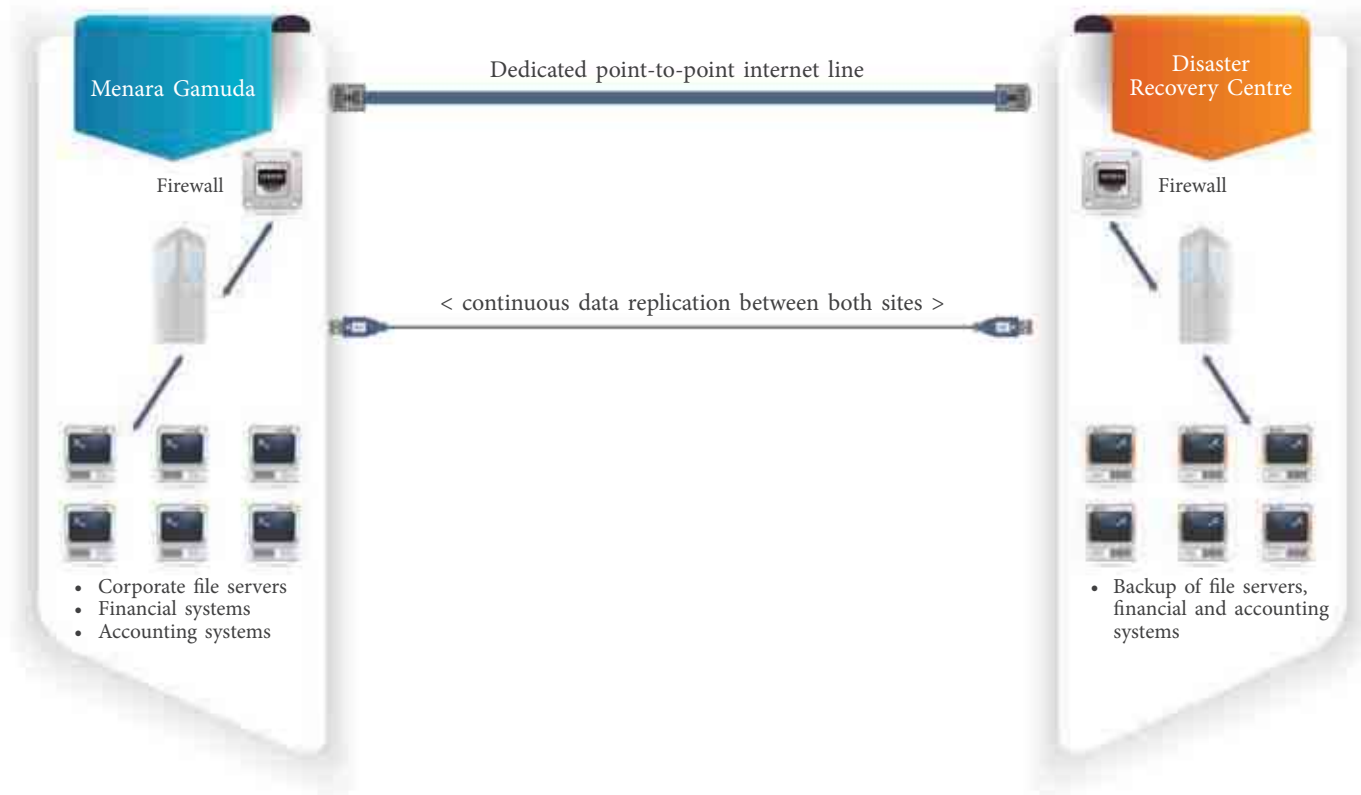 Menara Gamuda
Dedicated point-to-point internet line
Disaster
Recovery Centre
Firewall
Firewall
< continuous data replication between both sites >
• Corporate file servers
• Financial systems
• Accounting systems
• Backup of file servers,
financial and accounting
systems